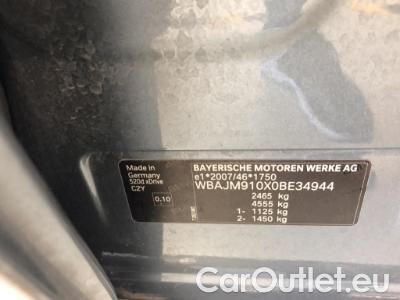 Made in
Germany
520d xDrive
CZY
0.10
BAYERISCHE MOTOREN WERKE AG
e1*2007/46*1750
WBAJM910X0BE34944
2465 kg
4555 kg
1- 1125 kg
2- 1450 kg
CarOutlet.eu